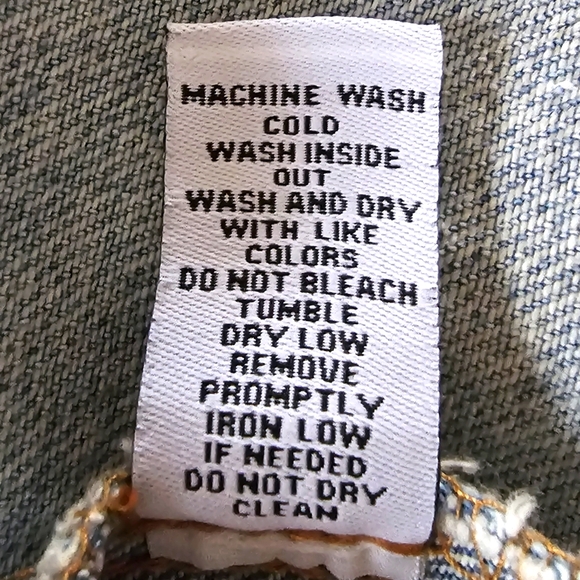 MACHINE WASH
COLD
WASH INSIDE
OUT
WASH AND DRY
WITH LIKE
COLORS
DO NOT BLEACH
TUMBLE
DRY LOW
REMOVE
PROMPTLY
IRON LOW
IF NEEDED
DO NOT DRY
CLEAN